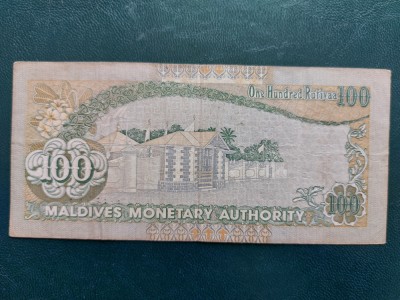 One Hundred Rufiyaa 100
100
MALDIVES MONETARY AUTHORITY
100